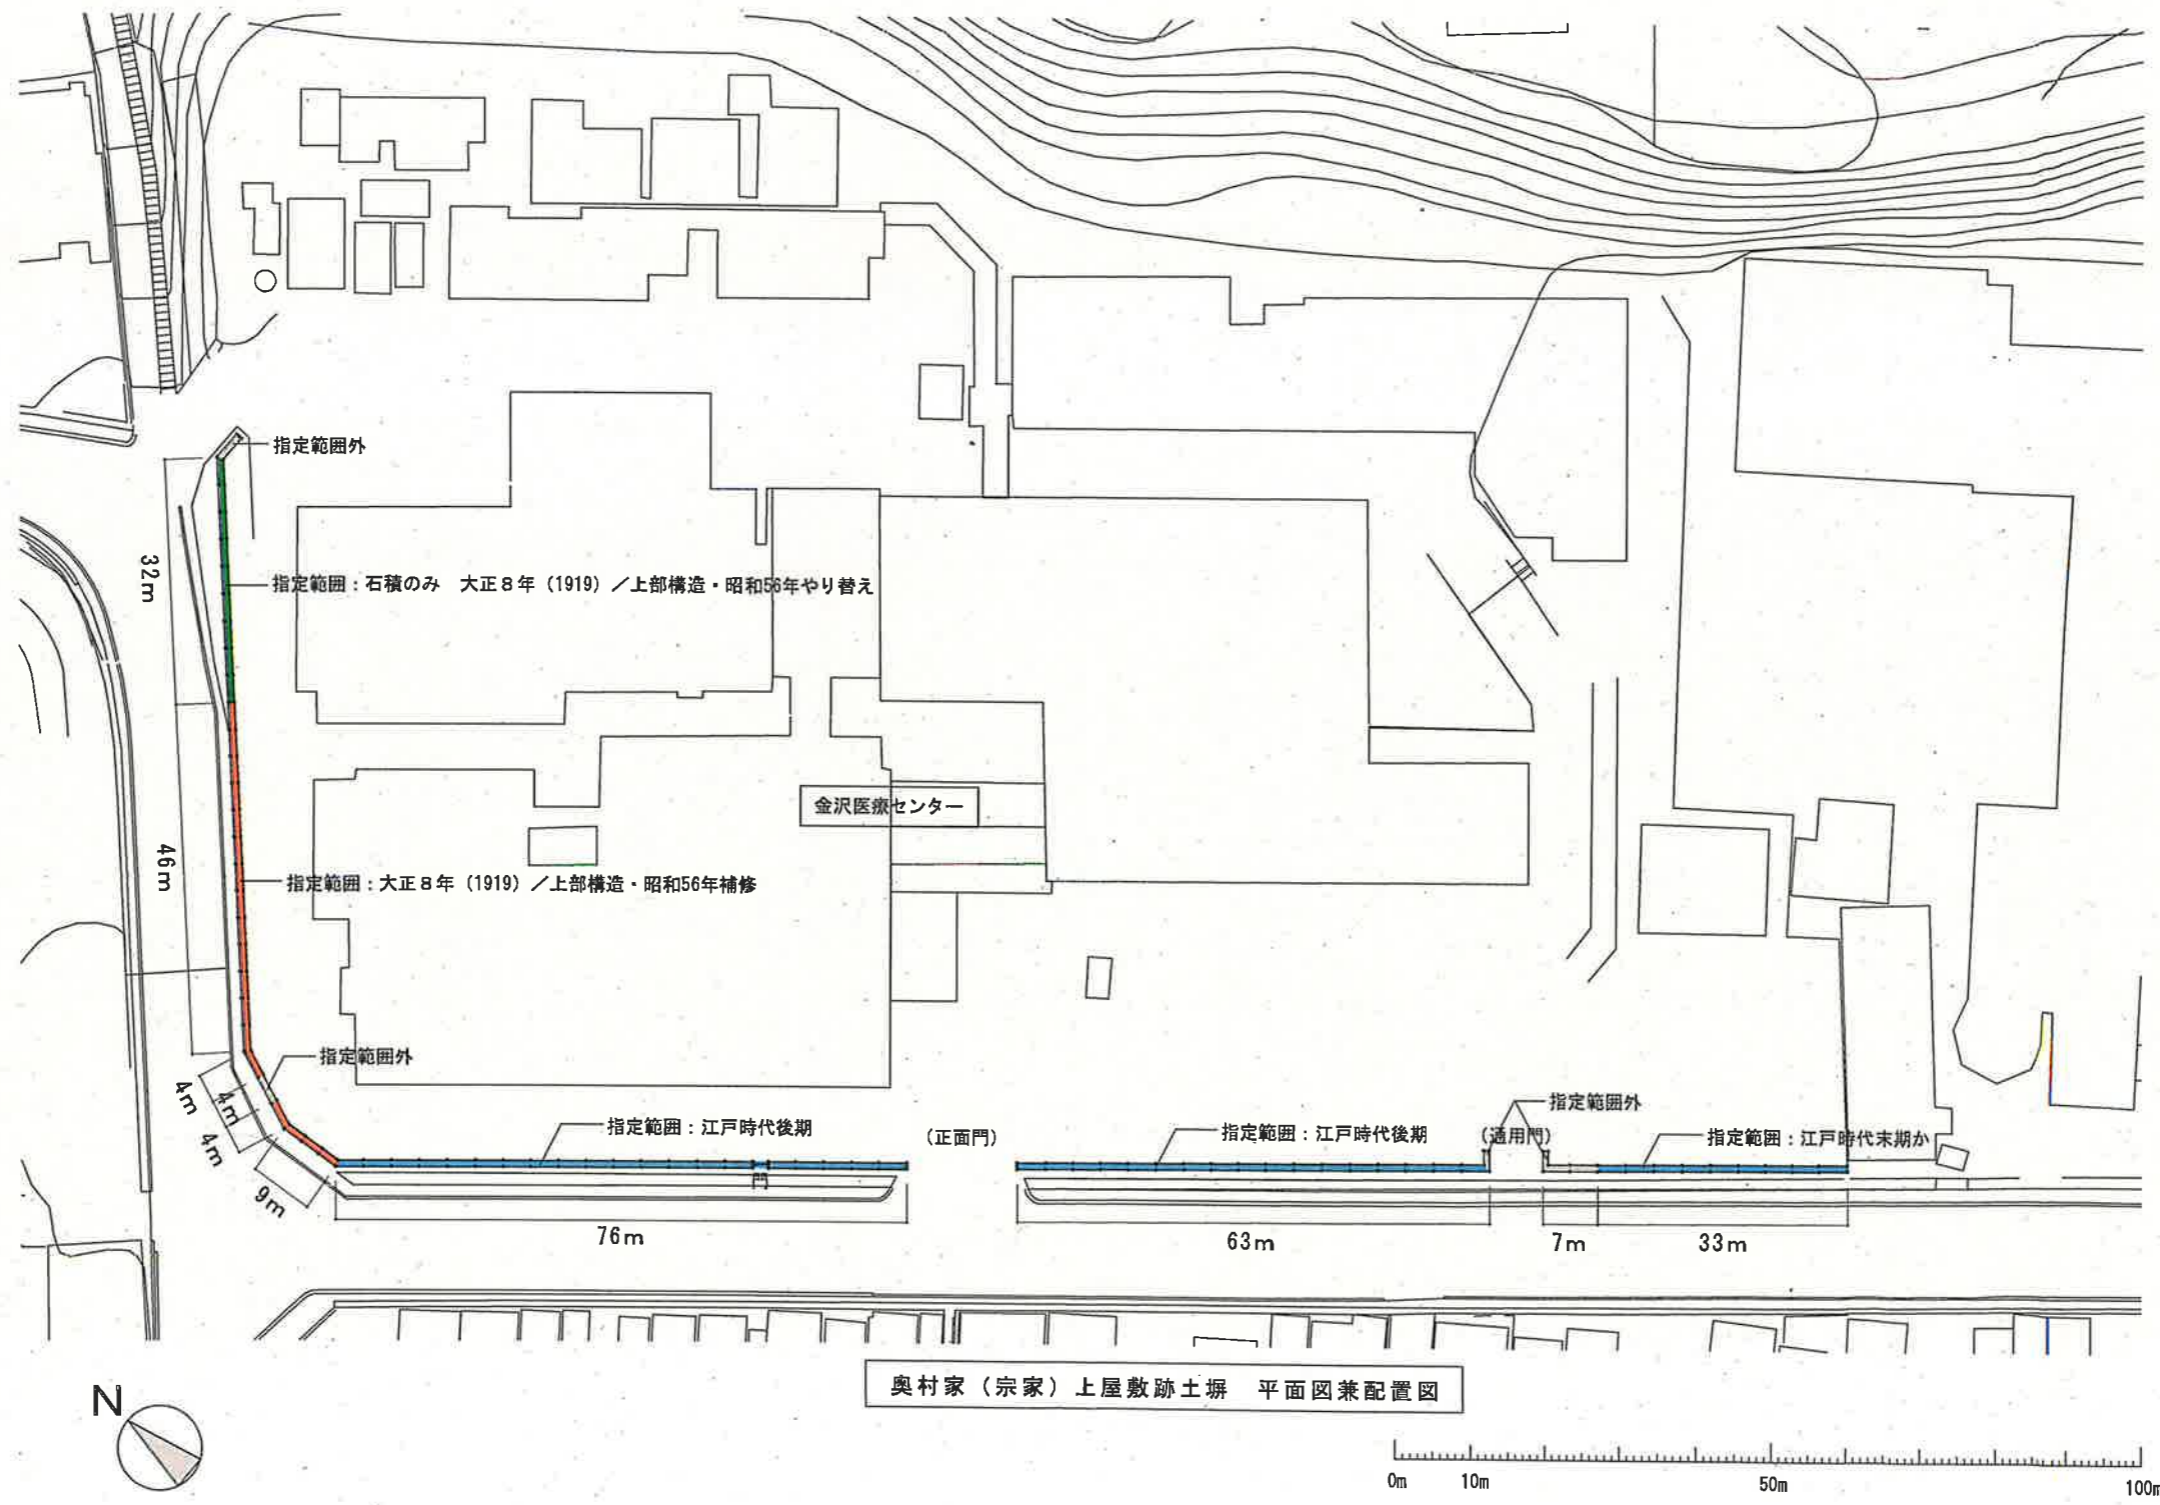 指定範囲外
32m
指定範囲：石積のみ　大正８年（1919）／上部構造・昭和56年やり替え
金沢医療センター
46m
指定範囲：大正８年（1919）／上部構造・昭和56年補修
指定範囲外
4m
4m
4m
9m
指定範囲：江戸時代後期
（正面門）
指定範囲：江戸時代後期
（通用門）
指定範囲外
指定範囲：江戸時代末期か
76m
63m
7m
33m
奥村家（宗家）上屋敷跡土塀　平面図兼配置図
N
0m
10m
50m
100m